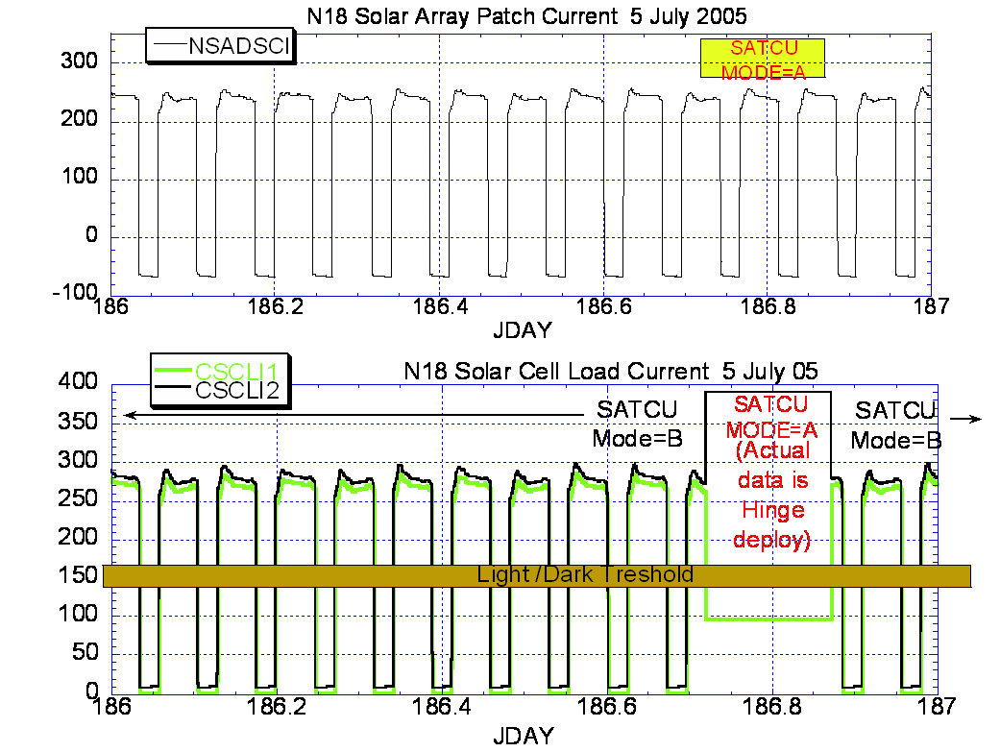 N18 Solar Array Patch Current 5 July 2005
NSADSCI
SATCU
MODE=A
300
200
100
0
-100
186
186.2
186.4
186.6
186.8
187
JDAY
N18 Solar Cell Load Current 5 July 05
CSCLI1
CSCLI2
400
350
300
250
200
150
100
50
0
SATCU
Mode=B
SATCU
MODE=A
(Actual
data is
Hinge
deploy)
SATCU
Mode=B
Light /Dark Treshold
186
186.2
186.4
186.6
186.8
187
JDAY